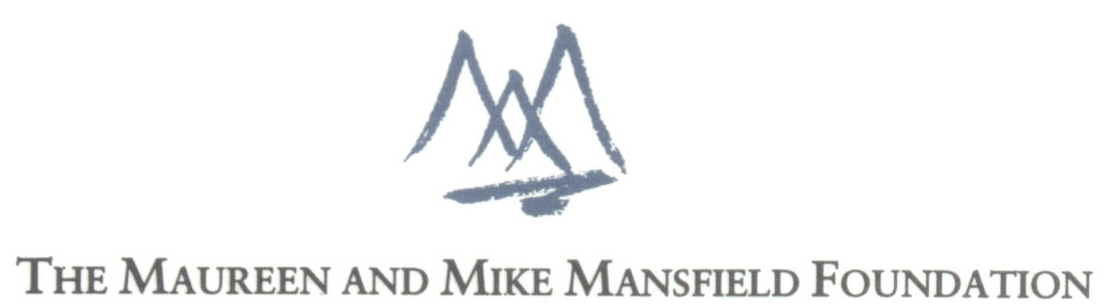 THE MAUREEN AND MIKE MANSFIELD FOUNDATION